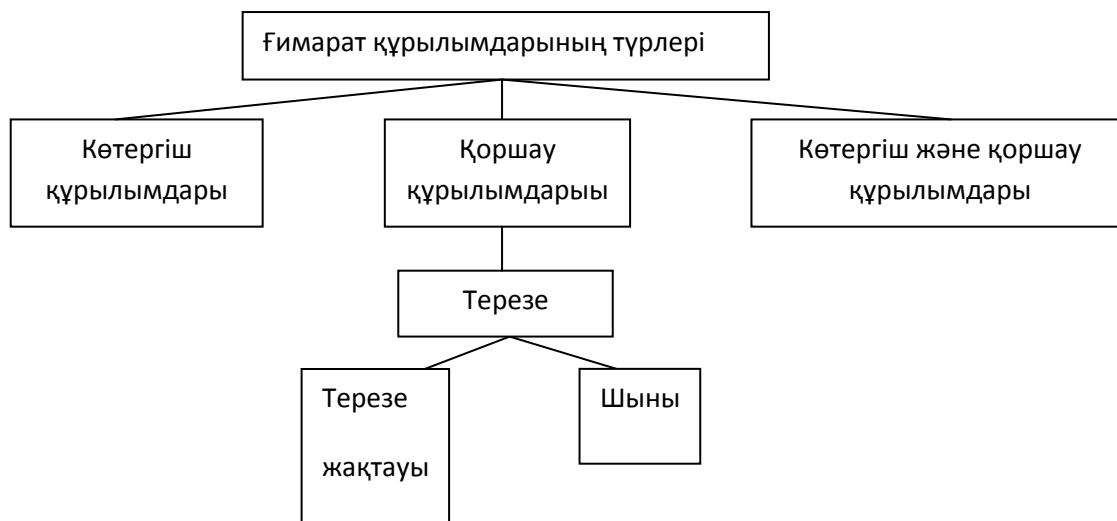 Ғимарат құрылымдарының түрлері
Көтергіш
құрылымдары
Қоршау
құрылымдарыы
Көтергіш және қоршау
құрылымдары
Терезе
Терезе
жақтауы
Шыны